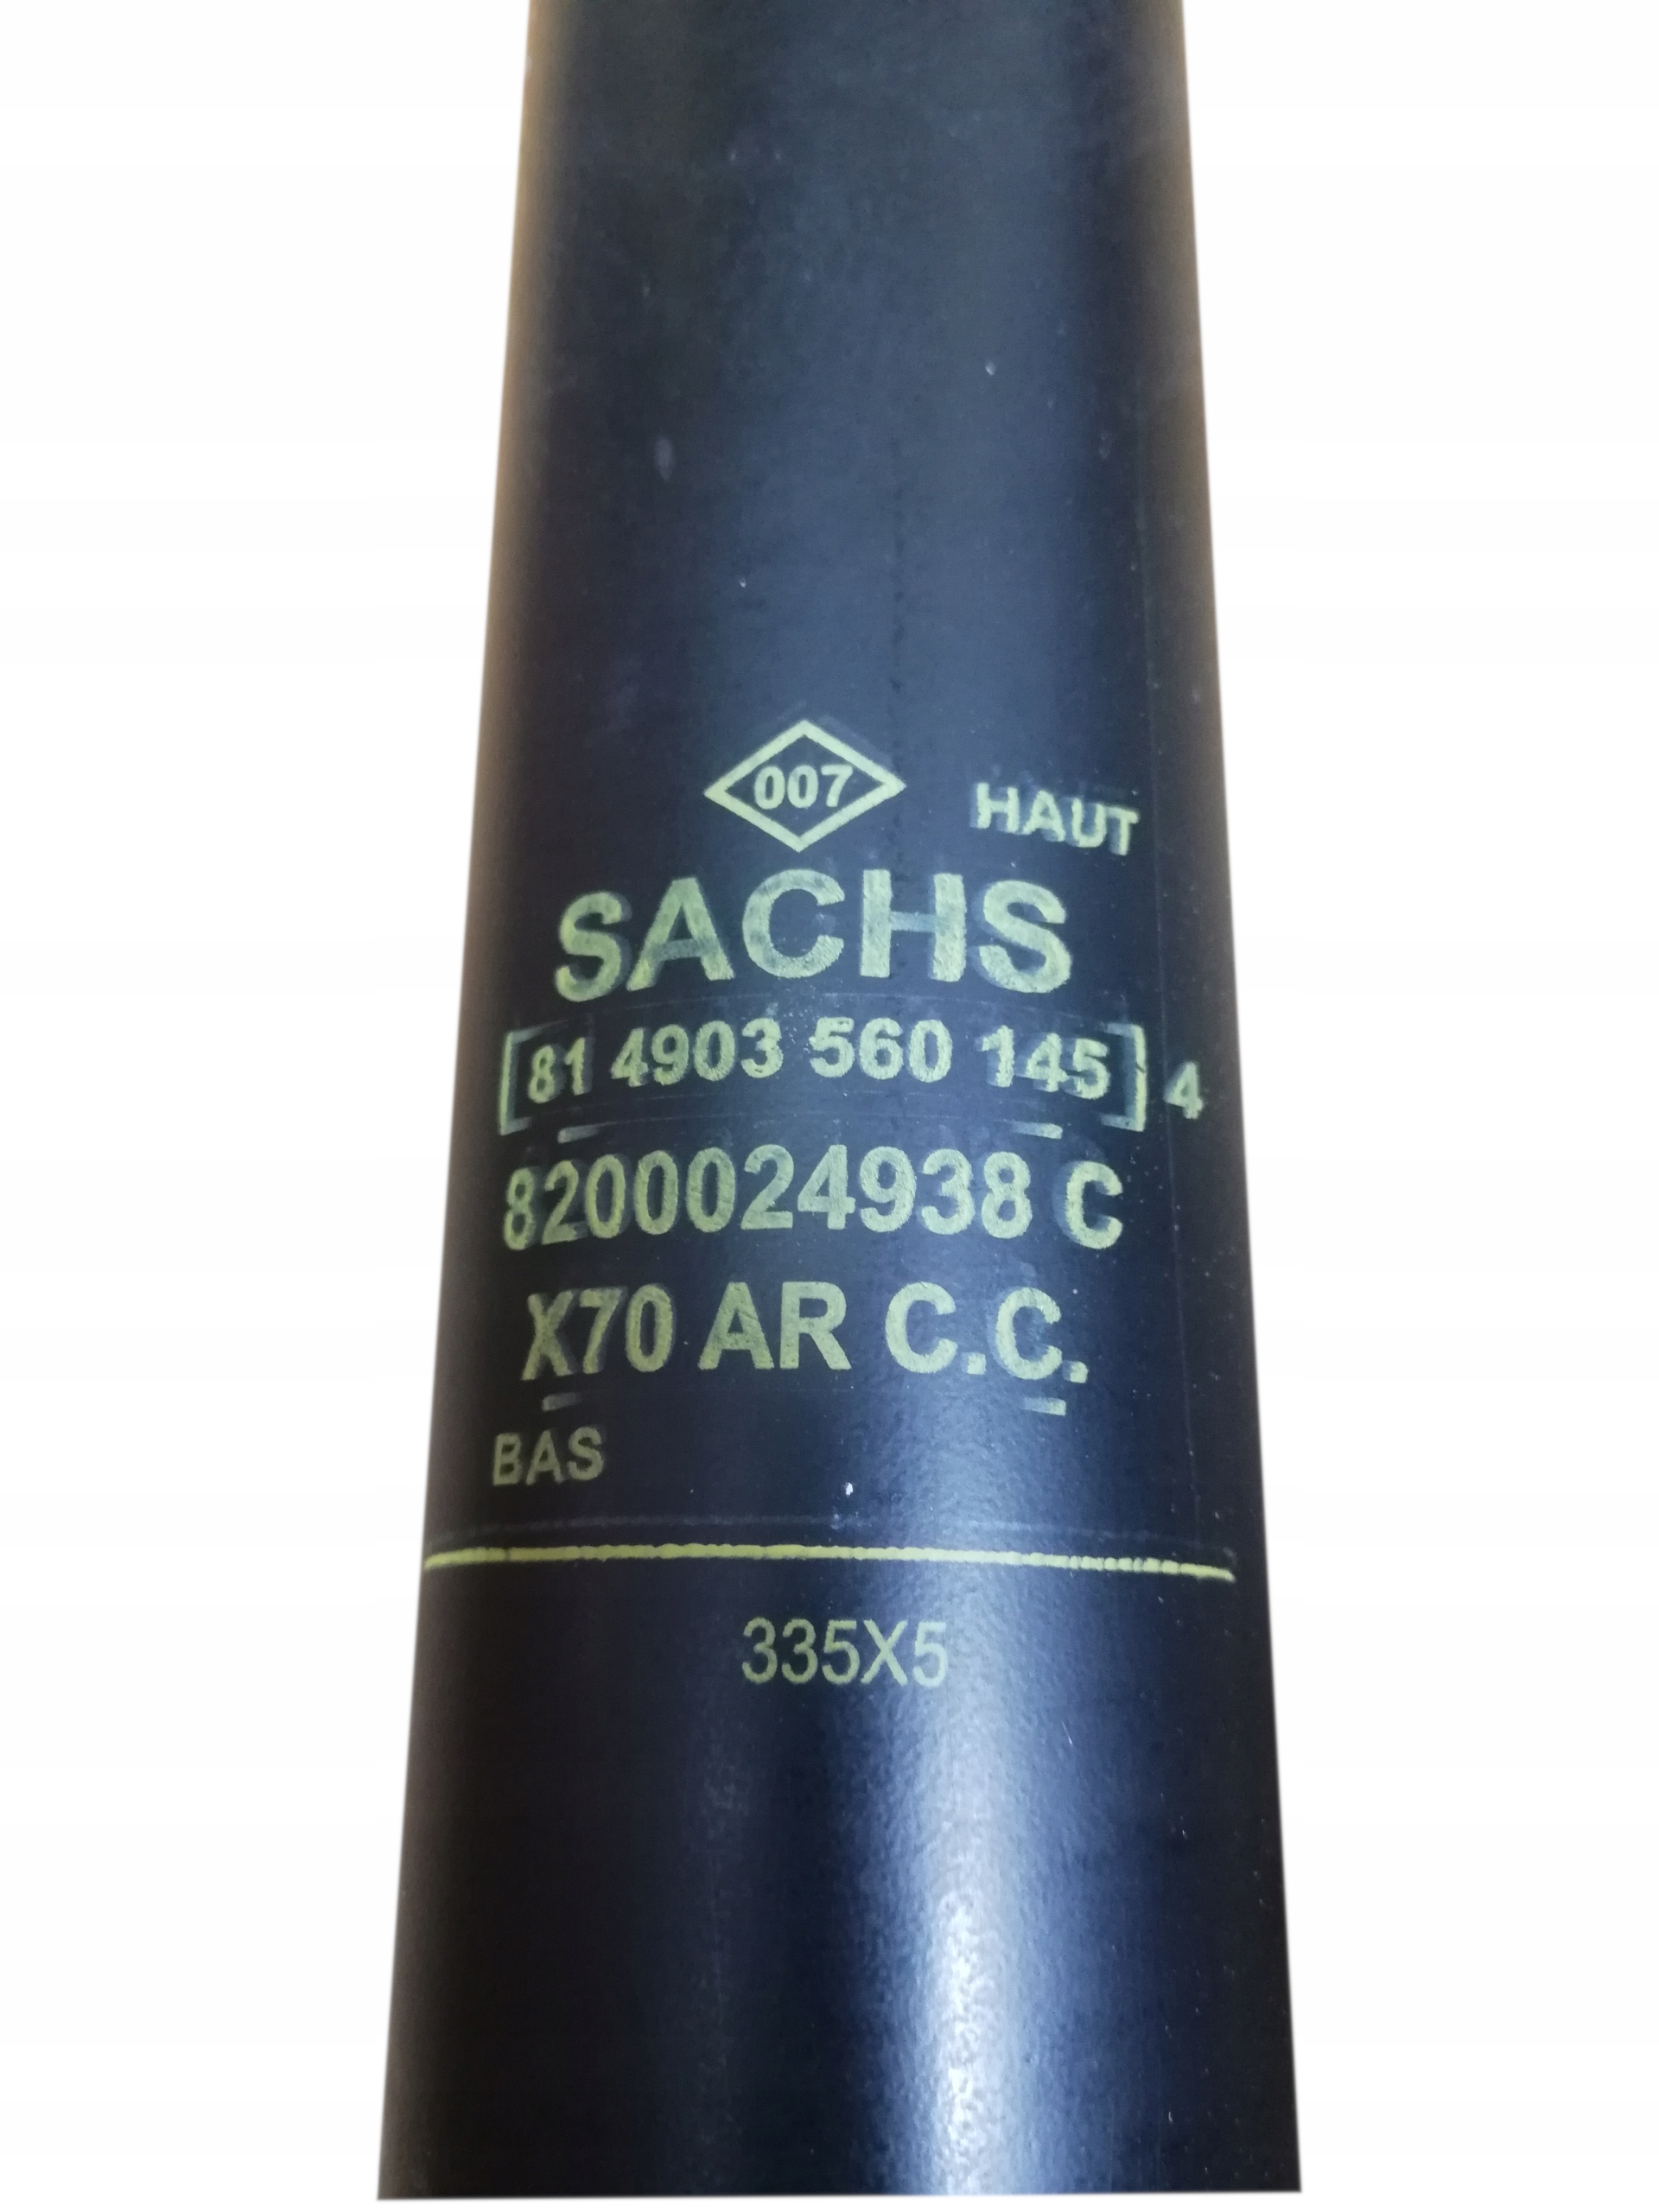 007
HAUT
SACHS
[81 4903 560 145] 4
8200024938 C
X70 AR C.C.
BAS
335X5